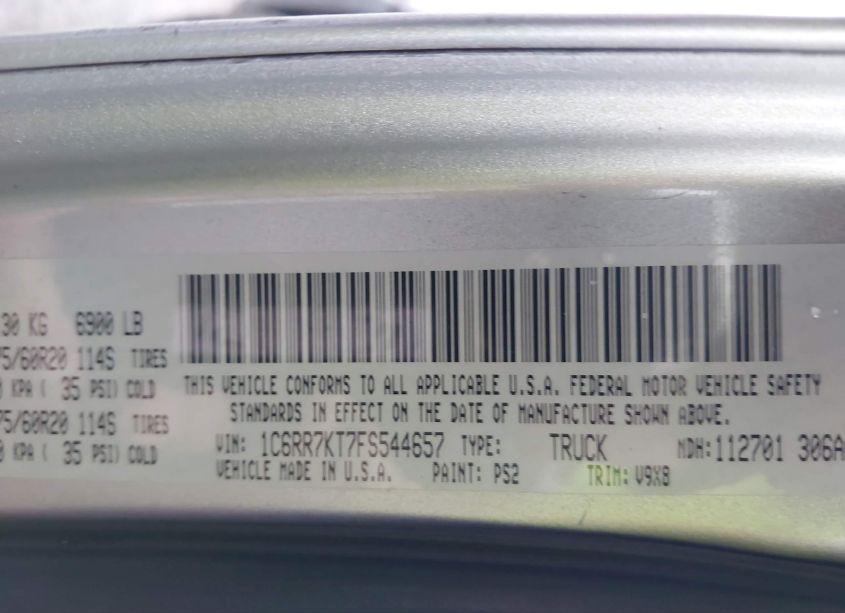 30 KG 6900 LB
5/60R20 114S TIRES
KPA ( 35 PSI) COLD
5/60R20 114S TIRES
KPA ( 35 PSI) COLD
THIS VEHICLE CONFORMS TO ALL APPLICABLE U.S.A. FEDERAL MOTOR VEHICLE SAFETY
STANDARDS IN EFFECT ON THE DATE OF MANUFACTURE SHOWN ABOVE.
VIN: 1C6RR7KT7FS544657 TYPE: TRUCK MDH:112701 306A
VEHICLE MADE IN U.S.A. PAINT: PS2 TRIM: V9X8